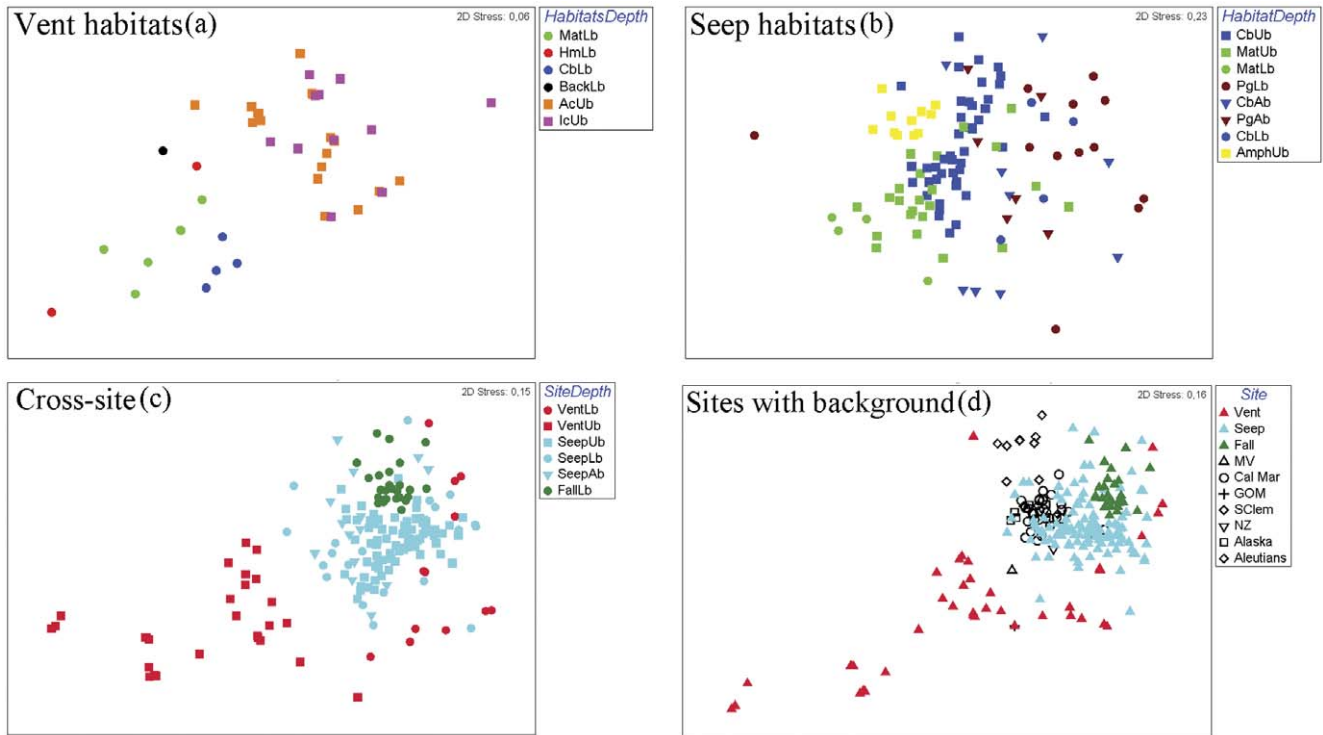 Vent habitats (a)
2D Stress: 0,06
HabitatsDepth
MatLb
HmLb
CbLb
BackLb
AcUb
IcUb
Seep habitats (b)
2D Stress: 0,23
HabitatDepth
CbUb
MatUb
MatLb
PgLb
CbAb
PgAb
CbLb
AmphUb
Cross-site (c)
2D Stress: 0,15
SiteDepth
VentLb
VentUb
SeepUb
SeepLb
SeepAb
FallLb
Sites with background (d)
2D Stress: 0,16
Site
Vent
Seep
Fall
MV
Cal Mar
GOM
SClem
NZ
Alaska
Aleutians